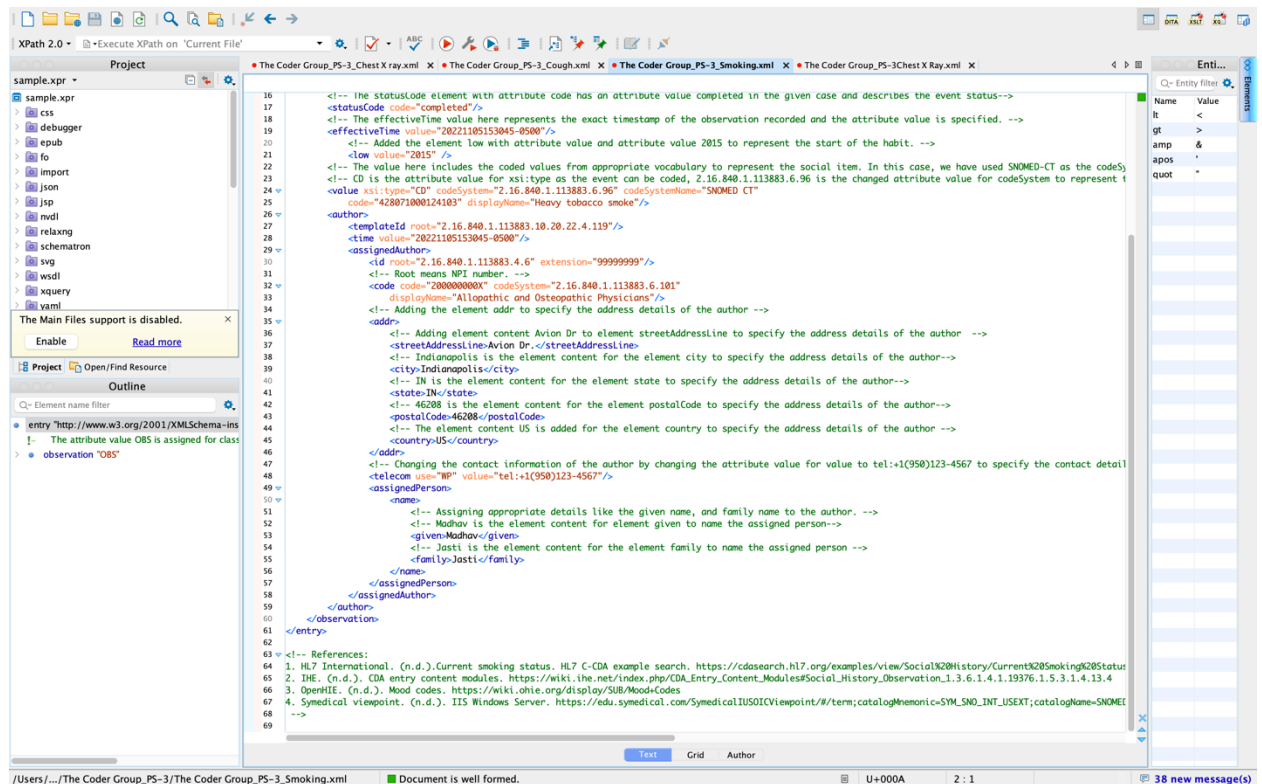 XPath 2.0
Execute XPath on 'Current File'
ABC
DITA
XSLT
XQ
Project
The Coder Group_PS-3_Chest X ray.xml
The Coder Group_PS-3_Cough.xml
The Coder Group_PS-3_Smoking.xml
The Coder Group_PS-3Chest X Ray.xml
Enti...
Elements
sample.xpr
sample.xpr
css
debugger
epub
fo
import
json
jsp
nvdl
relaxng
schematron
svg
wsdl
xquery
yaml
The Main Files support is disabled.
Enable
Read more
Project
Open/Find Resource
Outline
Element name filter
entry "http://www.w3.org/2001/XMLSchema-ins
The attribute value OBS is assigned for class
observation "OBS"
16 <!-- The statusCode element with attribute code has an attribute value completed in the given case and describes the event status-->
17 <statusCode code="completed"/>
18 <!-- The effectiveTime value here represents the exact timestamp of the observation recorded and the attribute value is specified. -->
19 <effectiveTime value="20221105153045-0500"/>
20 <!-- Added the element low with attribute value and attribute value 2015 to represent the start of the habit. -->
21 <low value="2015" />
22 <!-- The value here includes the coded values from appropriate vocabulary to represent the social item. In this case, we have used SNOMED-CT as the codeSy
23 <!-- CD is the attribute value for xsi:type as the event can be coded, 2.16.840.1.113883.6.96 is the changed attribute value for codeSystem to represent t
24 <value xsi:type="CD" codeSystem="2.16.840.1.113883.6.96" codeSystemName="SNOMED CT"
25 code="428071000124103" displayName="Heavy tobacco smoke"/>
26 <author>
27 <templateId root="2.16.840.1.113883.10.20.22.4.119"/>
28 <time value="20221105153045-0500"/>
29 <assignedAuthor>
30 <id root="2.16.840.1.113883.4.6" extension="99999999"/>
31 <!-- Root means NPI number. -->
32 <code code="200000000X" codeSystem="2.16.840.1.113883.6.101"
33 displayName="Allopathic and Osteopathic Physicians"/>
34 <!-- Adding the element addr to specify the address details of the author -->
35 <addr>
36 <!-- Adding element content Avion Dr to element streetAddressLine to specify the address details of the author  -->
37 <streetAddressLine>Avion Dr.</streetAddressLine>
38 <!-- Indianapolis is the element content for the element city to specify the address details of the author-->
39 <city>Indianapolis</city>
40 <!-- IN is the element content for the element state to specify the address details of the author-->
41 <state>IN</state>
42 <!-- 46208 is the element content for the element postalCode to specify the address details of the author-->
43 <postalCode>46208</postalCode>
44 <!-- The element content US is added for the element country to specify the address details of the author -->
45 <country>US</country>
46 </addr>
47 <!-- Changing the contact information of the author by changing the attribute value for value to tel:+1(950)123-4567 to specify the contact detail
48 <telecom use="WP" value="tel:+1(950)123-4567"/>
49 <assignedPerson>
50 <name>
51 <!-- Assigning appropriate details like the given name, and family name to the author. -->
52 <!-- Madhav is the element content for element given to name the assigned person-->
53 <given>Madhav</given>
54 <!-- Jasti is the element content for the element family to name the assigned person -->
55 <family>Jasti</family>
56 </name>
57 </assignedPerson>
58 </assignedAuthor>
59 </author>
60 </observation>
61 </entry>
62
63 <!-- References:
64 1. HL7 International. (n.d.).Current smoking status. HL7 C-CDA example search. https://cdasearch.hl7.org/examples/view/Social%20History/Current%20Smoking%20Status
65 2. IHE. (n.d.). CDA entry content modules. https://wiki.ihe.net/index.php/CDA_Entry_Content_Modules#Social_History_Observation_1.3.6.1.4.1.19376.1.5.3.1.4.13.4
66 3. OpenHIE. (n.d.). Mood codes. https://wiki.ohie.org/display/SUB/Mood+Codes
67 4. Symedical viewpoint. (n.d.). IIS Windows Server. https://edu.symedical.com/SymedicalIUSOICViewpoint/#/term;catalogMnemonic=SYM_SNO_INT_USEXT;catalogName=SNOMED
68 -->
69
Entity filter
Name Value
lt <
gt >
amp &
apos '
quot "
Text Grid Author
/Users/.../The Coder Group_PS-3/The Coder Group_PS-3_Smoking.xml
Document is well formed.
U+000A
2 : 1
38 new message(s)